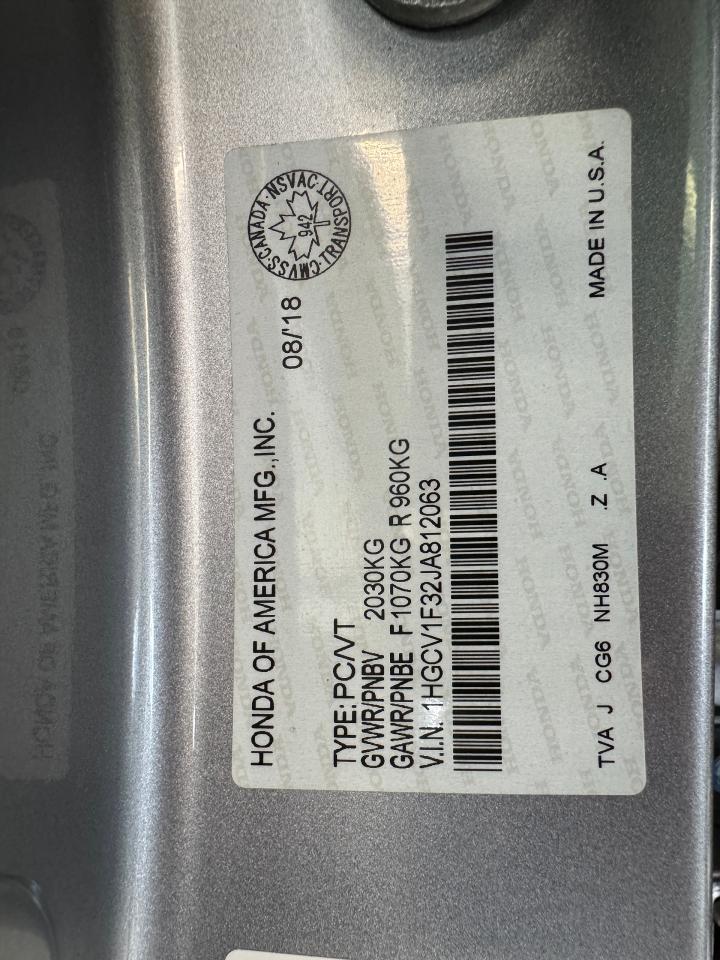 HONDA OF AMERICA MFG.,INC.
08/'18
CANADA·NSVAC·TRANSPORT·CMVSS·
942
TYPE: PC/VT
GVWR/PNBV 2030KG
GAWR/PNBE F 1070KG R 960KG
V.I.N. 1HGCV1F32JA812063
TVA J CG6 NH830M .Z .A MADE IN U.S.A.